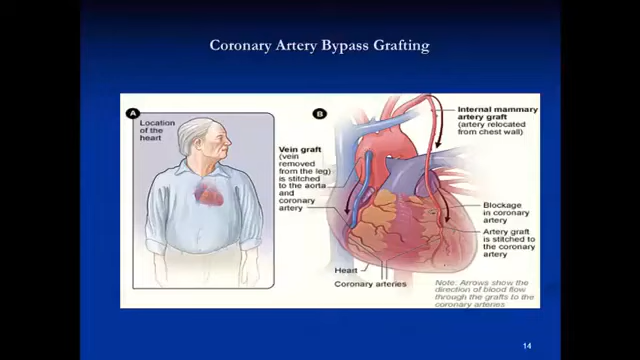 Coronary Artery Bypass Grafting
A
Location
of the
heart
B
Internal mammary
artery graft
(artery relocated
from chest wall)
Vein graft
(vein
removed
from the leg)
is stitched
to the aorta
and
coronary
artery
Blockage
in coronary
artery
Artery graft
is stitched to
the coronary
artery
Heart
Coronary arteries
Note: Arrows show the
direction of blood flow
through the grafts to the
coronary arteries
14